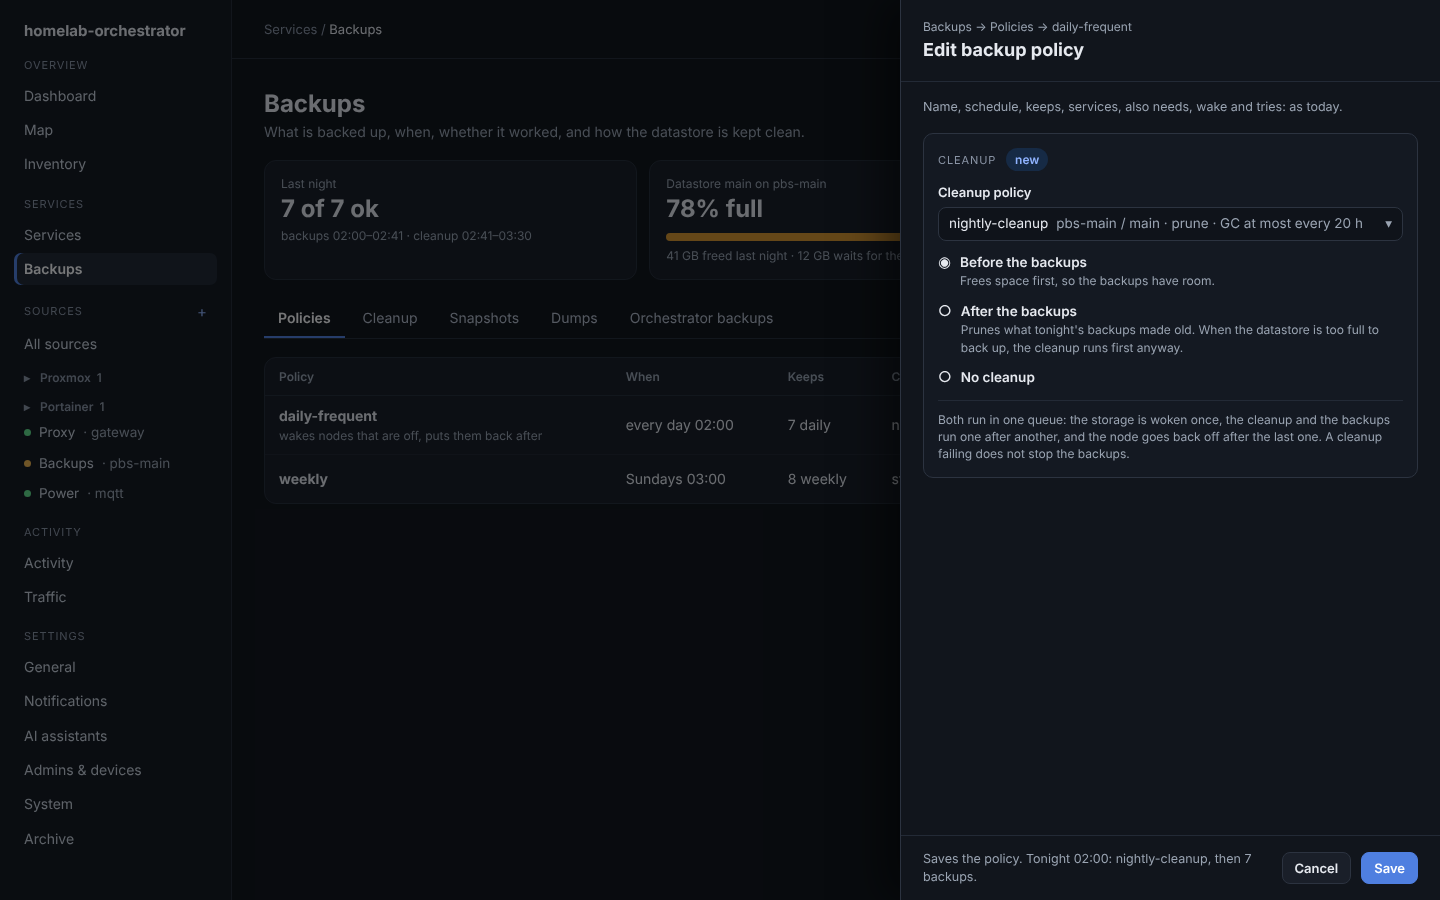 homelab-orchestrator
OVERVIEW
Dashboard
Map
Inventory
SERVICES
Services
Backups
SOURCES +
All sources
▸ Proxmox 1
▸ Portainer 1
Proxy · gateway
Backups · pbs-main
Power · mqtt
ACTIVITY
Activity
Traffic
SETTINGS
General
Notifications
AI assistants
Admins & devices
System
Archive
Services / Backups
Backups
What is backed up, when, whether it worked, and how the datastore is kept clean.
Last night
7 of 7 ok
backups 02:00–02:41 · cleanup 02:41–03:30
Datastore main on pbs-main
78% full
41 GB freed last night · 12 GB waits for the
Policies Cleanup Snapshots Dumps Orchestrator backups
Policy When Keeps
daily-frequent
wakes nodes that are off, puts them back after
every day 02:00 7 daily
weekly Sundays 03:00 8 weekly
Backups → Policies → daily-frequent
Edit backup policy
Name, schedule, keeps, services, also needs, wake and tries: as today.
CLEANUP new
Cleanup policy
nightly-cleanup pbs-main / main · prune · GC at most every 20 h ▾
Before the backups
Frees space first, so the backups have room.
After the backups
Prunes what tonight's backups made old. When the datastore is too full to
back up, the cleanup runs first anyway.
No cleanup
Both run in one queue: the storage is woken once, the cleanup and the backups
run one after another, and the node goes back off after the last one. A cleanup
failing does not stop the backups.
Saves the policy. Tonight 02:00: nightly-cleanup, then 7
backups.
Cancel
Save